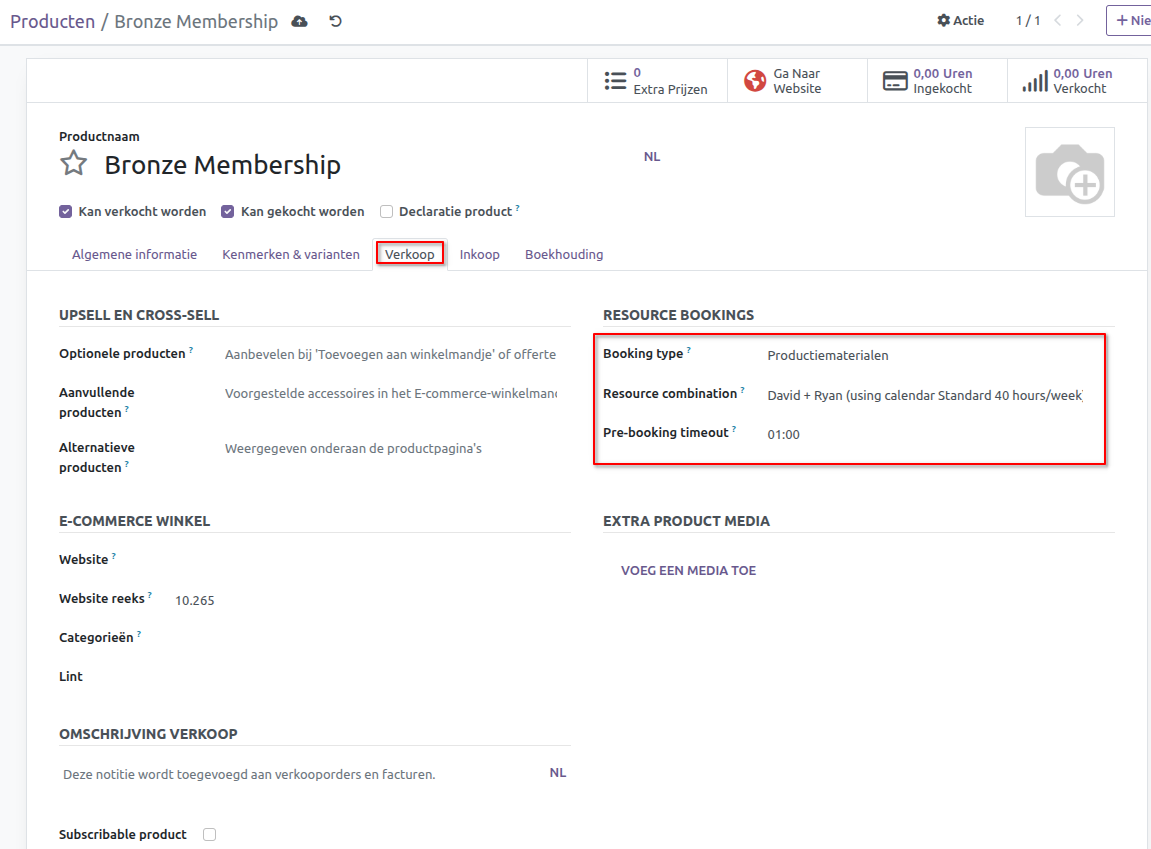 Producten / Bronze Membership
Actie
1 / 1
0
Extra Prijzen
Ga Naar
Website
0,00 Uren
Ingekocht
0,00 Uren
Verkocht
Productnaam
Bronze Membership
NL
Kan verkocht worden
Kan gekocht worden
Declaratie product ?
Algemene informatie
Kenmerken & varianten
Verkoop
Inkoop
Boekhouding
UPSELL EN CROSS-SELL
Optionele producten ?
Aanbevelen bij 'Toevoegen aan winkelmandje' of offerte
Aanvullende
producten ?
Voorgestelde accessoires in het E-commerce-winkelmand
Alternatieve
producten ?
Weergegeven onderaan de productpagina's
RESOURCE BOOKINGS
Booking type ?
Productiematerialen
Resource combination ?
David + Ryan (using calendar Standard 40 hours/week)
Pre-booking timeout ?
01:00
E-COMMERCE WINKEL
Website ?
Website reeks ?
10.265
Categorieën ?
Lint
EXTRA PRODUCT MEDIA
VOEG EEN MEDIA TOE
OMSCHRIJVING VERKOOP
Deze notitie wordt toegevoegd aan verkooporders en facturen.
NL
Subscribable product